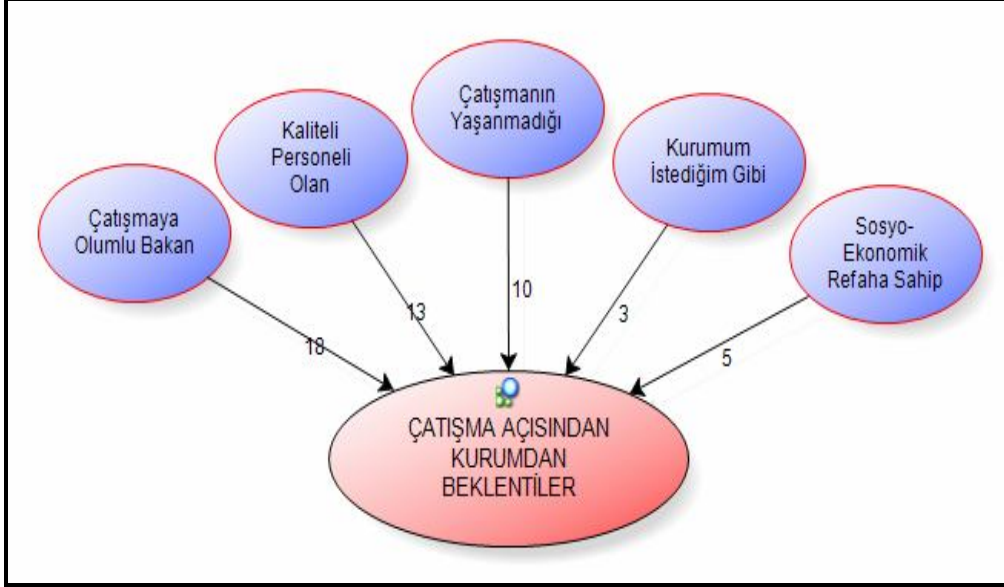 Çatışmaya
Olumlu Bakan
Kaliteli
Personeli
Olan
Çatışmanın
Yaşanmadığı
Kurumum
İstediğim Gibi
Sosyo-
Ekonomik
Refaha Sahip
18
13
10
3
5
ÇATIŞMA AÇISINDAN
KURUMDAN
BEKLENTİLER